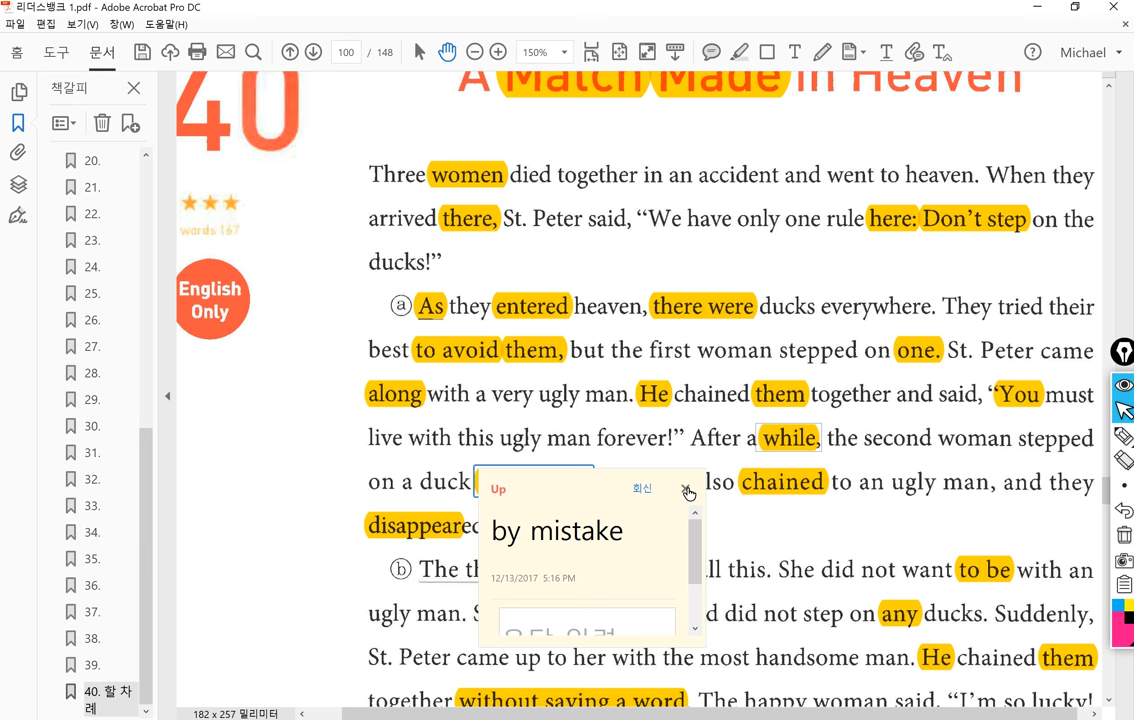 리더스뱅크 1.pdf - Adobe Acrobat Pro DC
파일 편집 보기(V) 창(W) 도움말(H)
홈 도구 문서 100 / 148 150% Michael
책갈피
20.
21.
22.
23.
24.
25.
26.
27.
28.
29.
30.
31.
32.
33.
34.
35.
36.
37.
38.
39.
40. 할 차
례
40
words 167
English
Only
A Match Made in Heaven
Three women died together in an accident and went to heaven. When they
arrived there, St. Peter said, “We have only one rule here: Don’t step on the
ducks!”
ⓐ As they entered heaven, there were ducks everywhere. They tried their
best to avoid them, but the first woman stepped on one. St. Peter came
along with a very ugly man. He chained them together and said, “You must
live with this ugly man forever!” After a while, the second woman stepped
on a duck lso chained to an ugly man, and they
disappeared
ⓑ The th ll this. She did not want to be with an
ugly man. S d did not step on any ducks. Suddenly,
St. Peter came up to her with the most handsome man. He chained them
together without saying a word. The happy woman said, “I’m so lucky!
Up 회신
by mistake
12/13/2017 5:16 PM
182 x 257 밀리미터